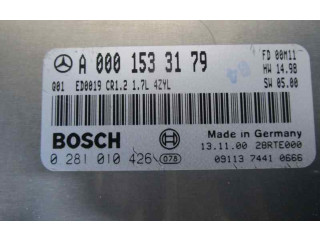 A 000 153 31 79 FD 00M11
HW 14.98
Q01 ED0019 CR1.2 1.7L 4ZYL SW 05.00
BOSCH Made in Germany
0 281 010 426 078 13.11.00 28RTE000
09113 7441 0666